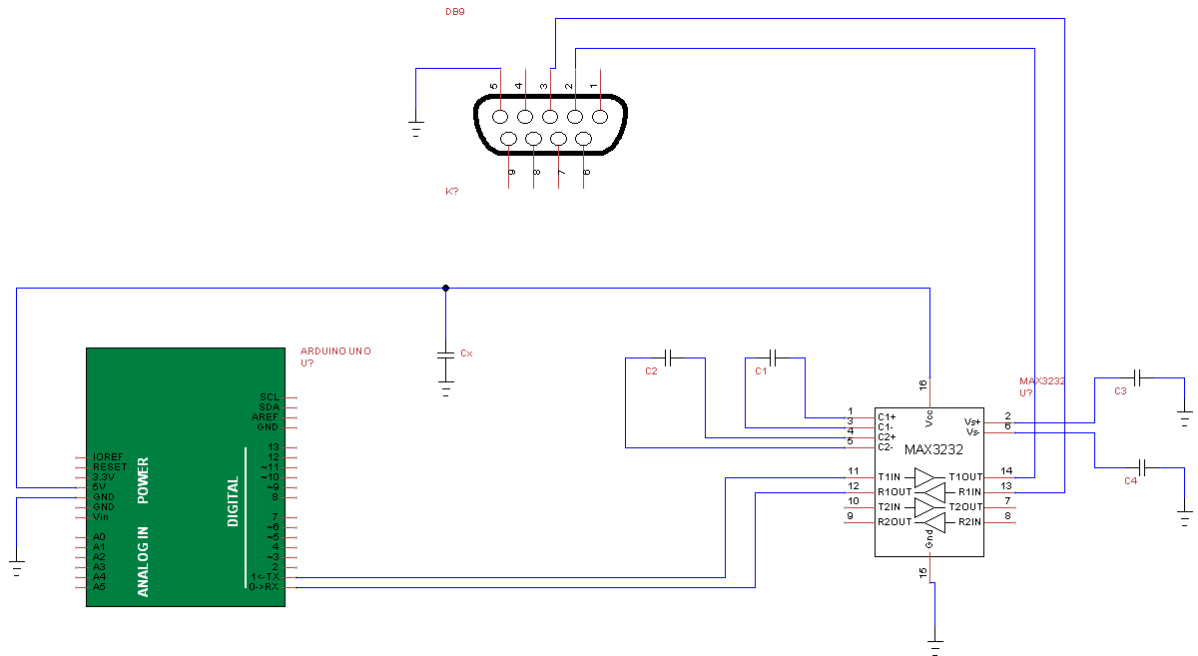 DB9
5 4 3 2 1
9 8 7 6
K?
ARDUINO UNO
U?
SCL
SDA
AREF
GND
13
12
~11
~10
~9
8
7
~6
~5
4
~3
2
1<-TX
0->RX
IOREF
RESET
3.3V
5V
GND
GND
Vin
A0
A1
A2
A3
A4
A5
POWER
ANALOG IN
DIGITAL
Cx
C2
C1
MAX3232
U?
C3
C4
16
Vcc
1 C1+
3 C1-
4 C2+
5 C2-
Vs+ 2
Vs- 6
MAX3232
11 T1IN T1OUT 14
12 R1OUT R1IN 13
10 T2IN T2OUT 7
9 R2OUT R2IN 8
Gnd
15